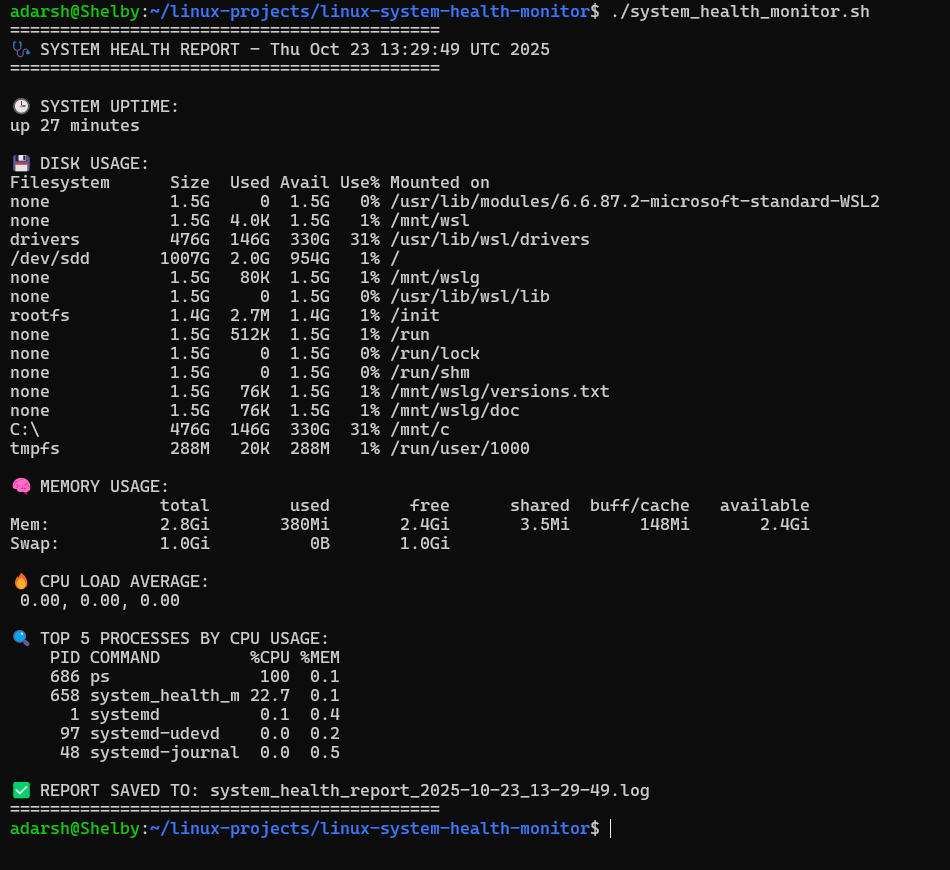 adarsh@Shelby:~/linux-projects/linux-system-health-monitor$ ./system_health_monitor.sh
===========================================
🩺 SYSTEM HEALTH REPORT - Thu Oct 23 13:29:49 UTC 2025
===========================================
🕒 SYSTEM UPTIME:
up 27 minutes
💾 DISK USAGE:
Filesystem      Size  Used Avail Use% Mounted on
none            1.5G     0  1.5G   0% /usr/lib/modules/6.6.87.2-microsoft-standard-WSL2
none            1.5G  4.0K  1.5G   1% /mnt/wsl
drivers         476G  146G  330G  31% /usr/lib/wsl/drivers
/dev/sdd       1007G  2.0G  954G   1% /
none            1.5G   80K  1.5G   1% /mnt/wslg
none            1.5G     0  1.5G   0% /usr/lib/wsl/lib
rootfs          1.4G  2.7M  1.4G   1% /init
none            1.5G  512K  1.5G   1% /run
none            1.5G     0  1.5G   0% /run/lock
none            1.5G     0  1.5G   0% /run/shm
none            1.5G   76K  1.5G   1% /mnt/wslg/versions.txt
none            1.5G   76K  1.5G   1% /mnt/wslg/doc
C:\             476G  146G  330G  31% /mnt/c
tmpfs           288M   20K  288M   1% /run/user/1000
🧠 MEMORY USAGE:
               total        used        free      shared  buff/cache   available
Mem:           2.8Gi       380Mi       2.4Gi       3.5Mi       148Mi       2.4Gi
Swap:          1.0Gi          0B       1.0Gi
🔥 CPU LOAD AVERAGE:
 0.00, 0.00, 0.00
🔍 TOP 5 PROCESSES BY CPU USAGE:
    PID COMMAND         %CPU %MEM
    686 ps               100  0.1
    658 system_health_m 22.7  0.1
      1 systemd          0.1  0.4
     97 systemd-udevd    0.0  0.2
     48 systemd-journal  0.0  0.5
✅ REPORT SAVED TO: system_health_report_2025-10-23_13-29-49.log
===========================================
adarsh@Shelby:~/linux-projects/linux-system-health-monitor$